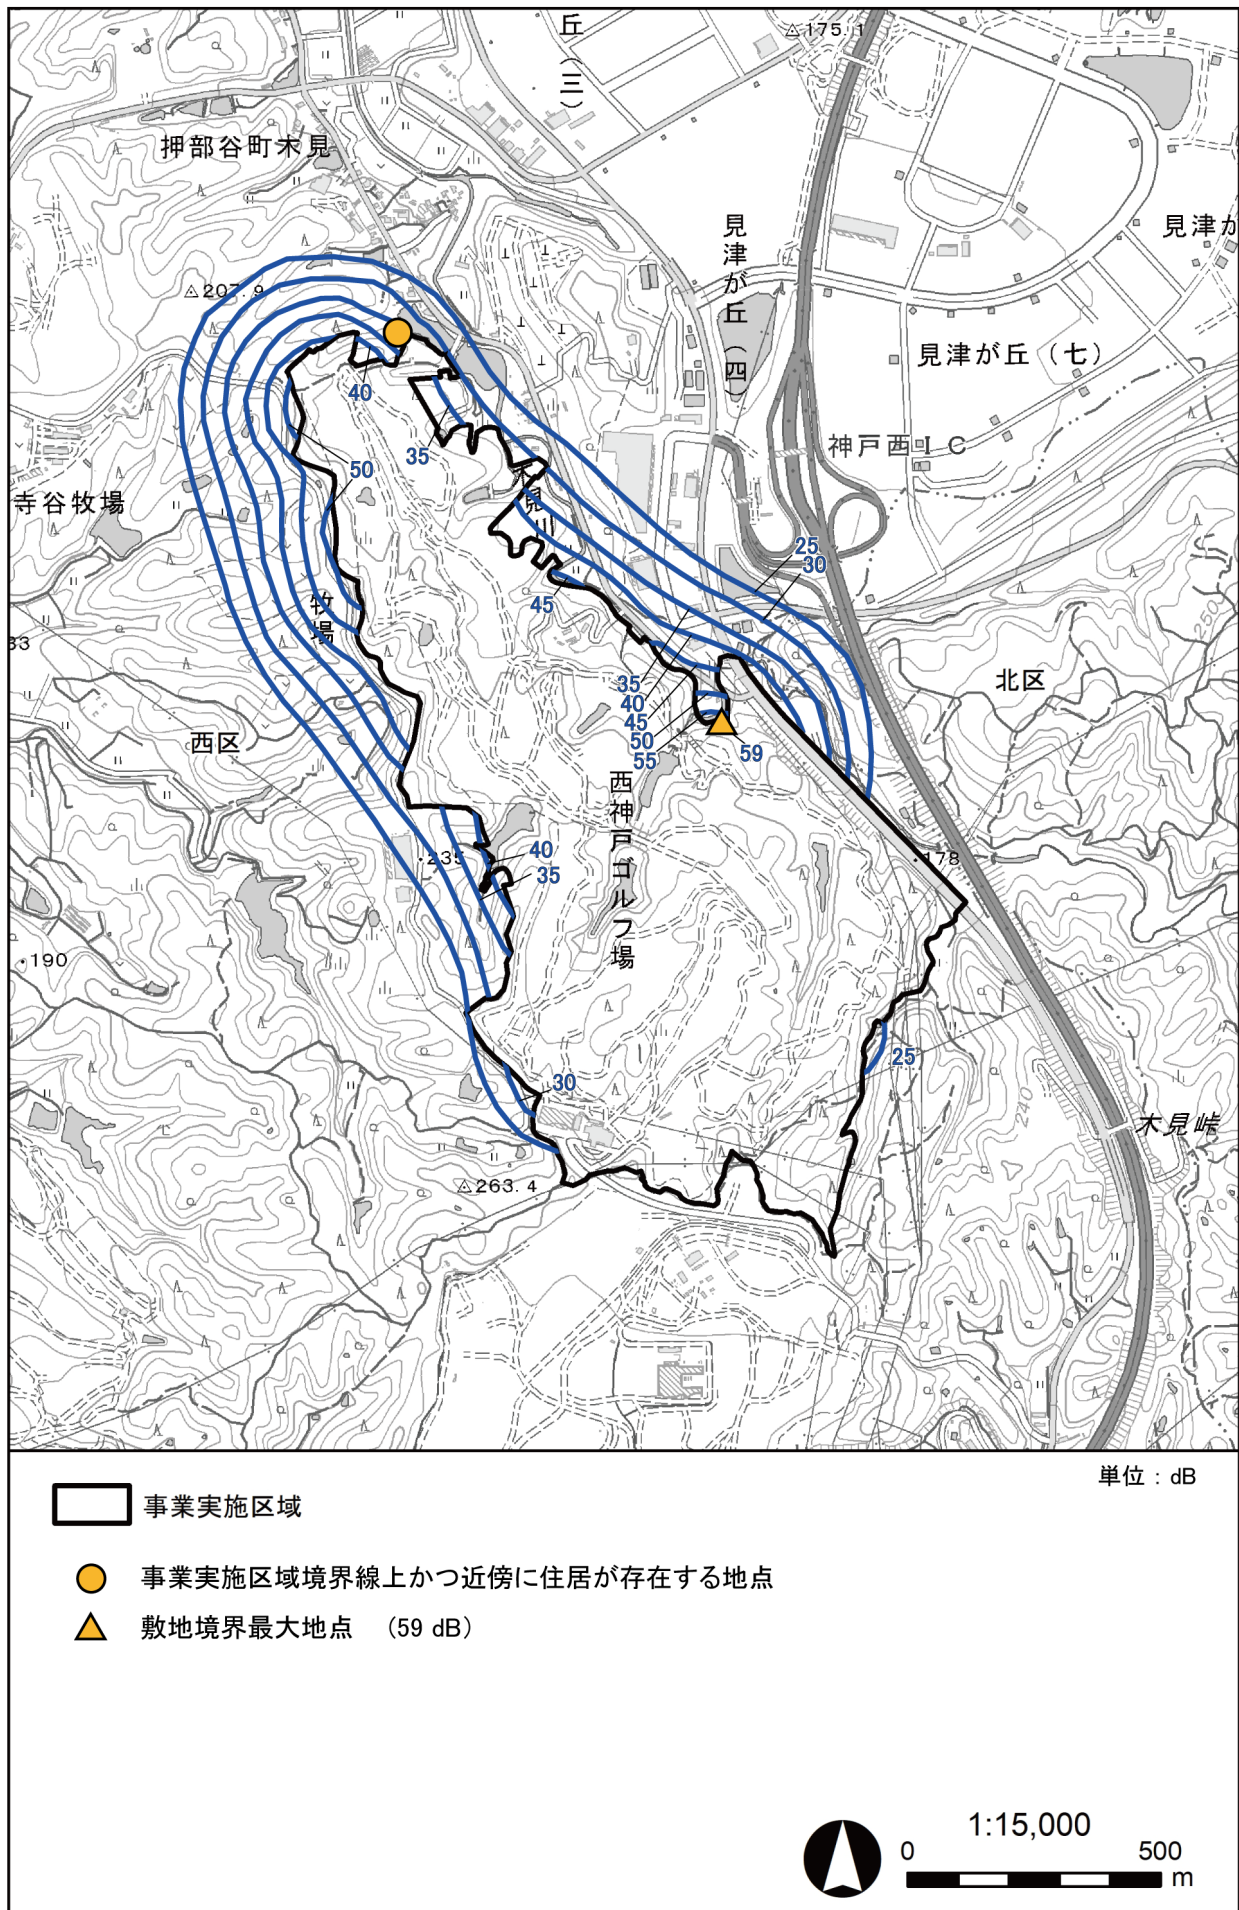 丘（三）
△175.1
押部谷町木見
見津が丘（四）
見津が
△207.9
見津が丘（七）
40
神戸西ＩＣ
35
50
寺谷牧場
木見川
25
30
45
牧場
33
250
北区
35
40
45
50
55
59
西区
西神戸ゴルフ場
235
40
35
178
190
25
30
240
木見峠
△263.4
単位：dB
事業実施区域
事業実施区域境界線上かつ近傍に住居が存在する地点
敷地境界最大地点　（59 dB）
1:15,000
0 500
m